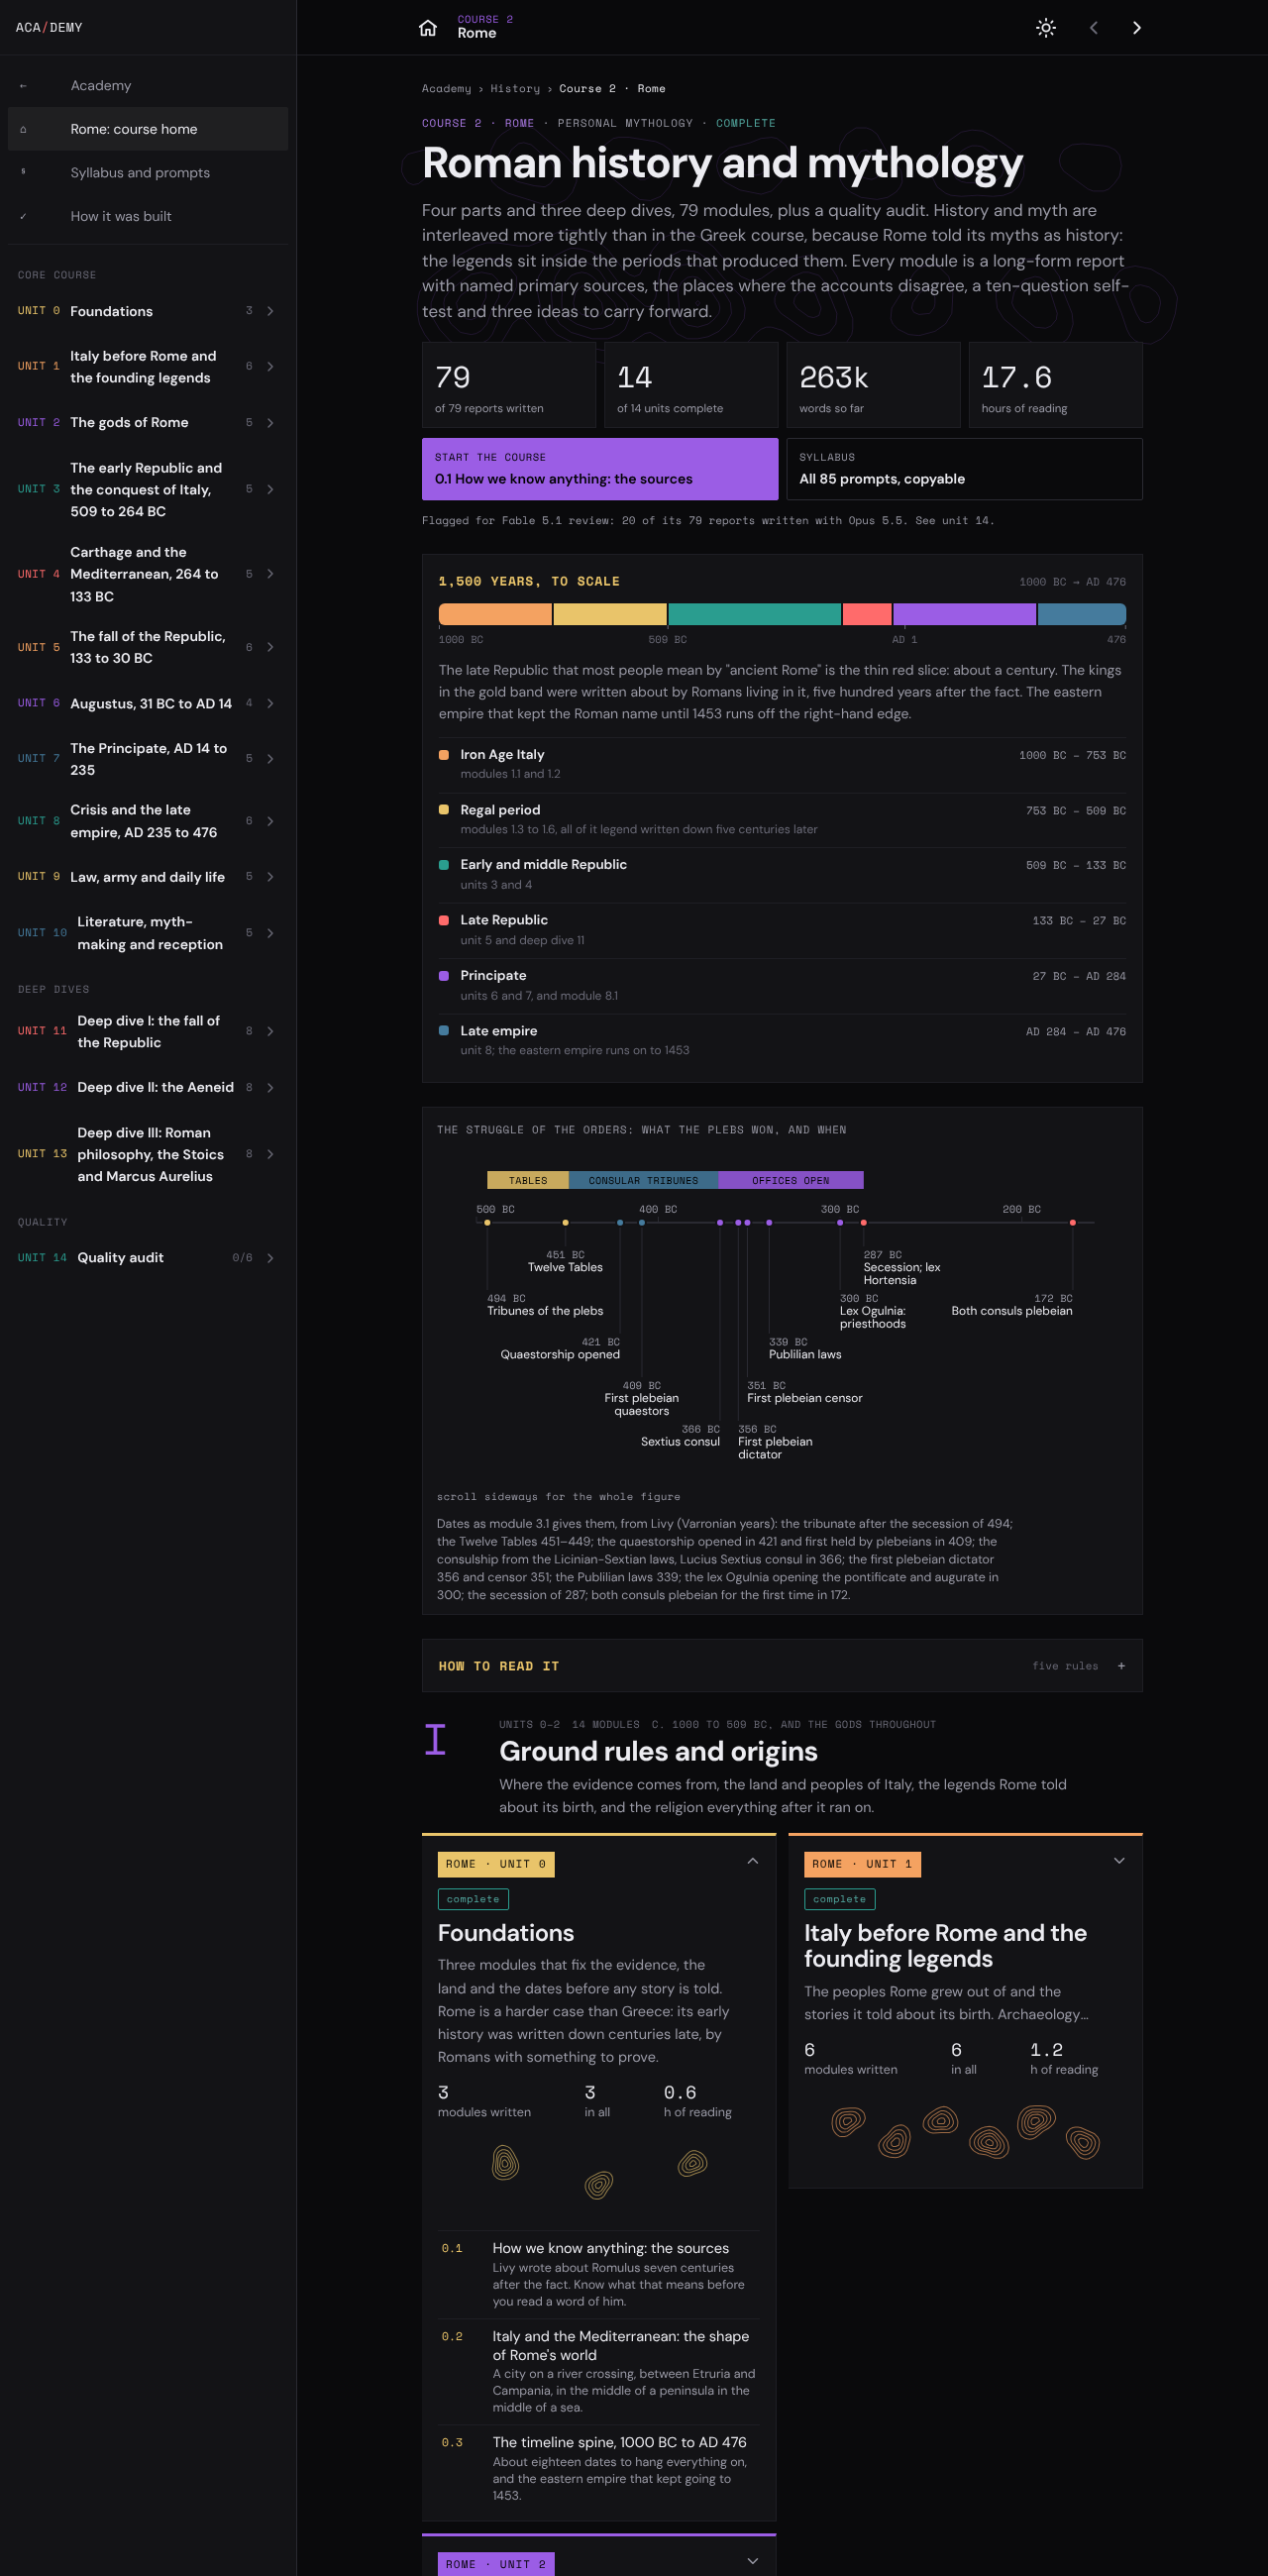 ACA/DEMY
← Academy
⌂ Rome: course home
§ Syllabus and prompts
✓ How it was built
CORE COURSE
UNIT 0 Foundations 3
UNIT 1 Italy before Rome and
the founding legends 6
UNIT 2 The gods of Rome 5
UNIT 3 The early Republic and
the conquest of Italy,
509 to 264 BC 5
UNIT 4 Carthage and the
Mediterranean, 264 to
133 BC 5
UNIT 5 The fall of the Republic,
133 to 30 BC 6
UNIT 6 Augustus, 31 BC to AD 14 4
UNIT 7 The Principate, AD 14 to
235 5
UNIT 8 Crisis and the late
empire, AD 235 to 476 6
UNIT 9 Law, army and daily life 5
UNIT 10 Literature, myth-
making and reception 5
DEEP DIVES
UNIT 11 Deep dive I: the fall of
the Republic 8
UNIT 12 Deep dive II: the Aeneid 8
UNIT 13 Deep dive III: Roman
philosophy, the Stoics
and Marcus Aurelius 8
QUALITY
UNIT 14 Quality audit 0/6
COURSE 2
Rome
Academy › History › Course 2 · Rome
COURSE 2 · ROME · PERSONAL MYTHOLOGY · COMPLETE
Roman history and mythology
Four parts and three deep dives, 79 modules, plus a quality audit. History and myth are
interleaved more tightly than in the Greek course, because Rome told its myths as history:
the legends sit inside the periods that produced them. Every module is a long-form report
with named primary sources, the places where the accounts disagree, a ten-question self-
test and three ideas to carry forward.
79
of 79 reports written
14
of 14 units complete
263k
words so far
17.6
hours of reading
START THE COURSE
0.1 How we know anything: the sources
SYLLABUS
All 85 prompts, copyable
Flagged for Fable 5.1 review: 20 of its 79 reports written with Opus 5.5. See unit 14.
1,500 YEARS, TO SCALE 1000 BC → AD 476
1000 BC 509 BC AD 1 476
The late Republic that most people mean by "ancient Rome" is the thin red slice: about a century. The kings
in the gold band were written about by Romans living in it, five hundred years after the fact. The eastern
empire that kept the Roman name until 1453 runs off the right-hand edge.
Iron Age Italy 1000 BC – 753 BC
modules 1.1 and 1.2
Regal period 753 BC – 509 BC
modules 1.3 to 1.6, all of it legend written down five centuries later
Early and middle Republic 509 BC – 133 BC
units 3 and 4
Late Republic 133 BC – 27 BC
unit 5 and deep dive 11
Principate 27 BC – AD 284
units 6 and 7, and module 8.1
Late empire AD 284 – AD 476
unit 8; the eastern empire runs on to 1453
THE STRUGGLE OF THE ORDERS: WHAT THE PLEBS WON, AND WHEN
TABLES CONSULAR TRIBUNES OFFICES OPEN
500 BC 400 BC 300 BC 200 BC
451 BC
Twelve Tables
287 BC
Secession; lex
Hortensia
494 BC
Tribunes of the plebs
300 BC
Lex Ogulnia:
priesthoods
172 BC
Both consuls plebeian
421 BC
Quaestorship opened
339 BC
Publilian laws
409 BC
First plebeian
quaestors
351 BC
First plebeian censor
366 BC
Sextius consul
356 BC
First plebeian
dictator
scroll sideways for the whole figure
Dates as module 3.1 gives them, from Livy (Varronian years): the tribunate after the secession of 494;
the Twelve Tables 451–449; the quaestorship opened in 421 and first held by plebeians in 409; the
consulship from the Licinian-Sextian laws, Lucius Sextius consul in 366; the first plebeian dictator
356 and censor 351; the Publilian laws 339; the lex Ogulnia opening the pontificate and augurate in
300; the secession of 287; both consuls plebeian for the first time in 172.
HOW TO READ IT five rules +
I
UNITS 0–2 14 MODULES C. 1000 TO 509 BC, AND THE GODS THROUGHOUT
Ground rules and origins
Where the evidence comes from, the land and peoples of Italy, the legends Rome told
about its birth, and the religion everything after it ran on.
ROME · UNIT 0
complete
Foundations
Three modules that fix the evidence, the
land and the dates before any story is told.
Rome is a harder case than Greece: its early
history was written down centuries late, by
Romans with something to prove.
3 3 0.6
modules written in all h of reading
0.1 How we know anything: the sources
Livy wrote about Romulus seven centuries
after the fact. Know what that means before
you read a word of him.
0.2 Italy and the Mediterranean: the shape
of Rome's world
A city on a river crossing, between Etruria and
Campania, in the middle of a peninsula in the
middle of a sea.
0.3 The timeline spine, 1000 BC to AD 476
About eighteen dates to hang everything on,
and the eastern empire that kept going to
1453.
ROME · UNIT 1
complete
Italy before Rome and the
founding legends
The peoples Rome grew out of and the
stories it told about its birth. Archaeology…
6 6 1.2
modules written in all h of reading
ROME · UNIT 2